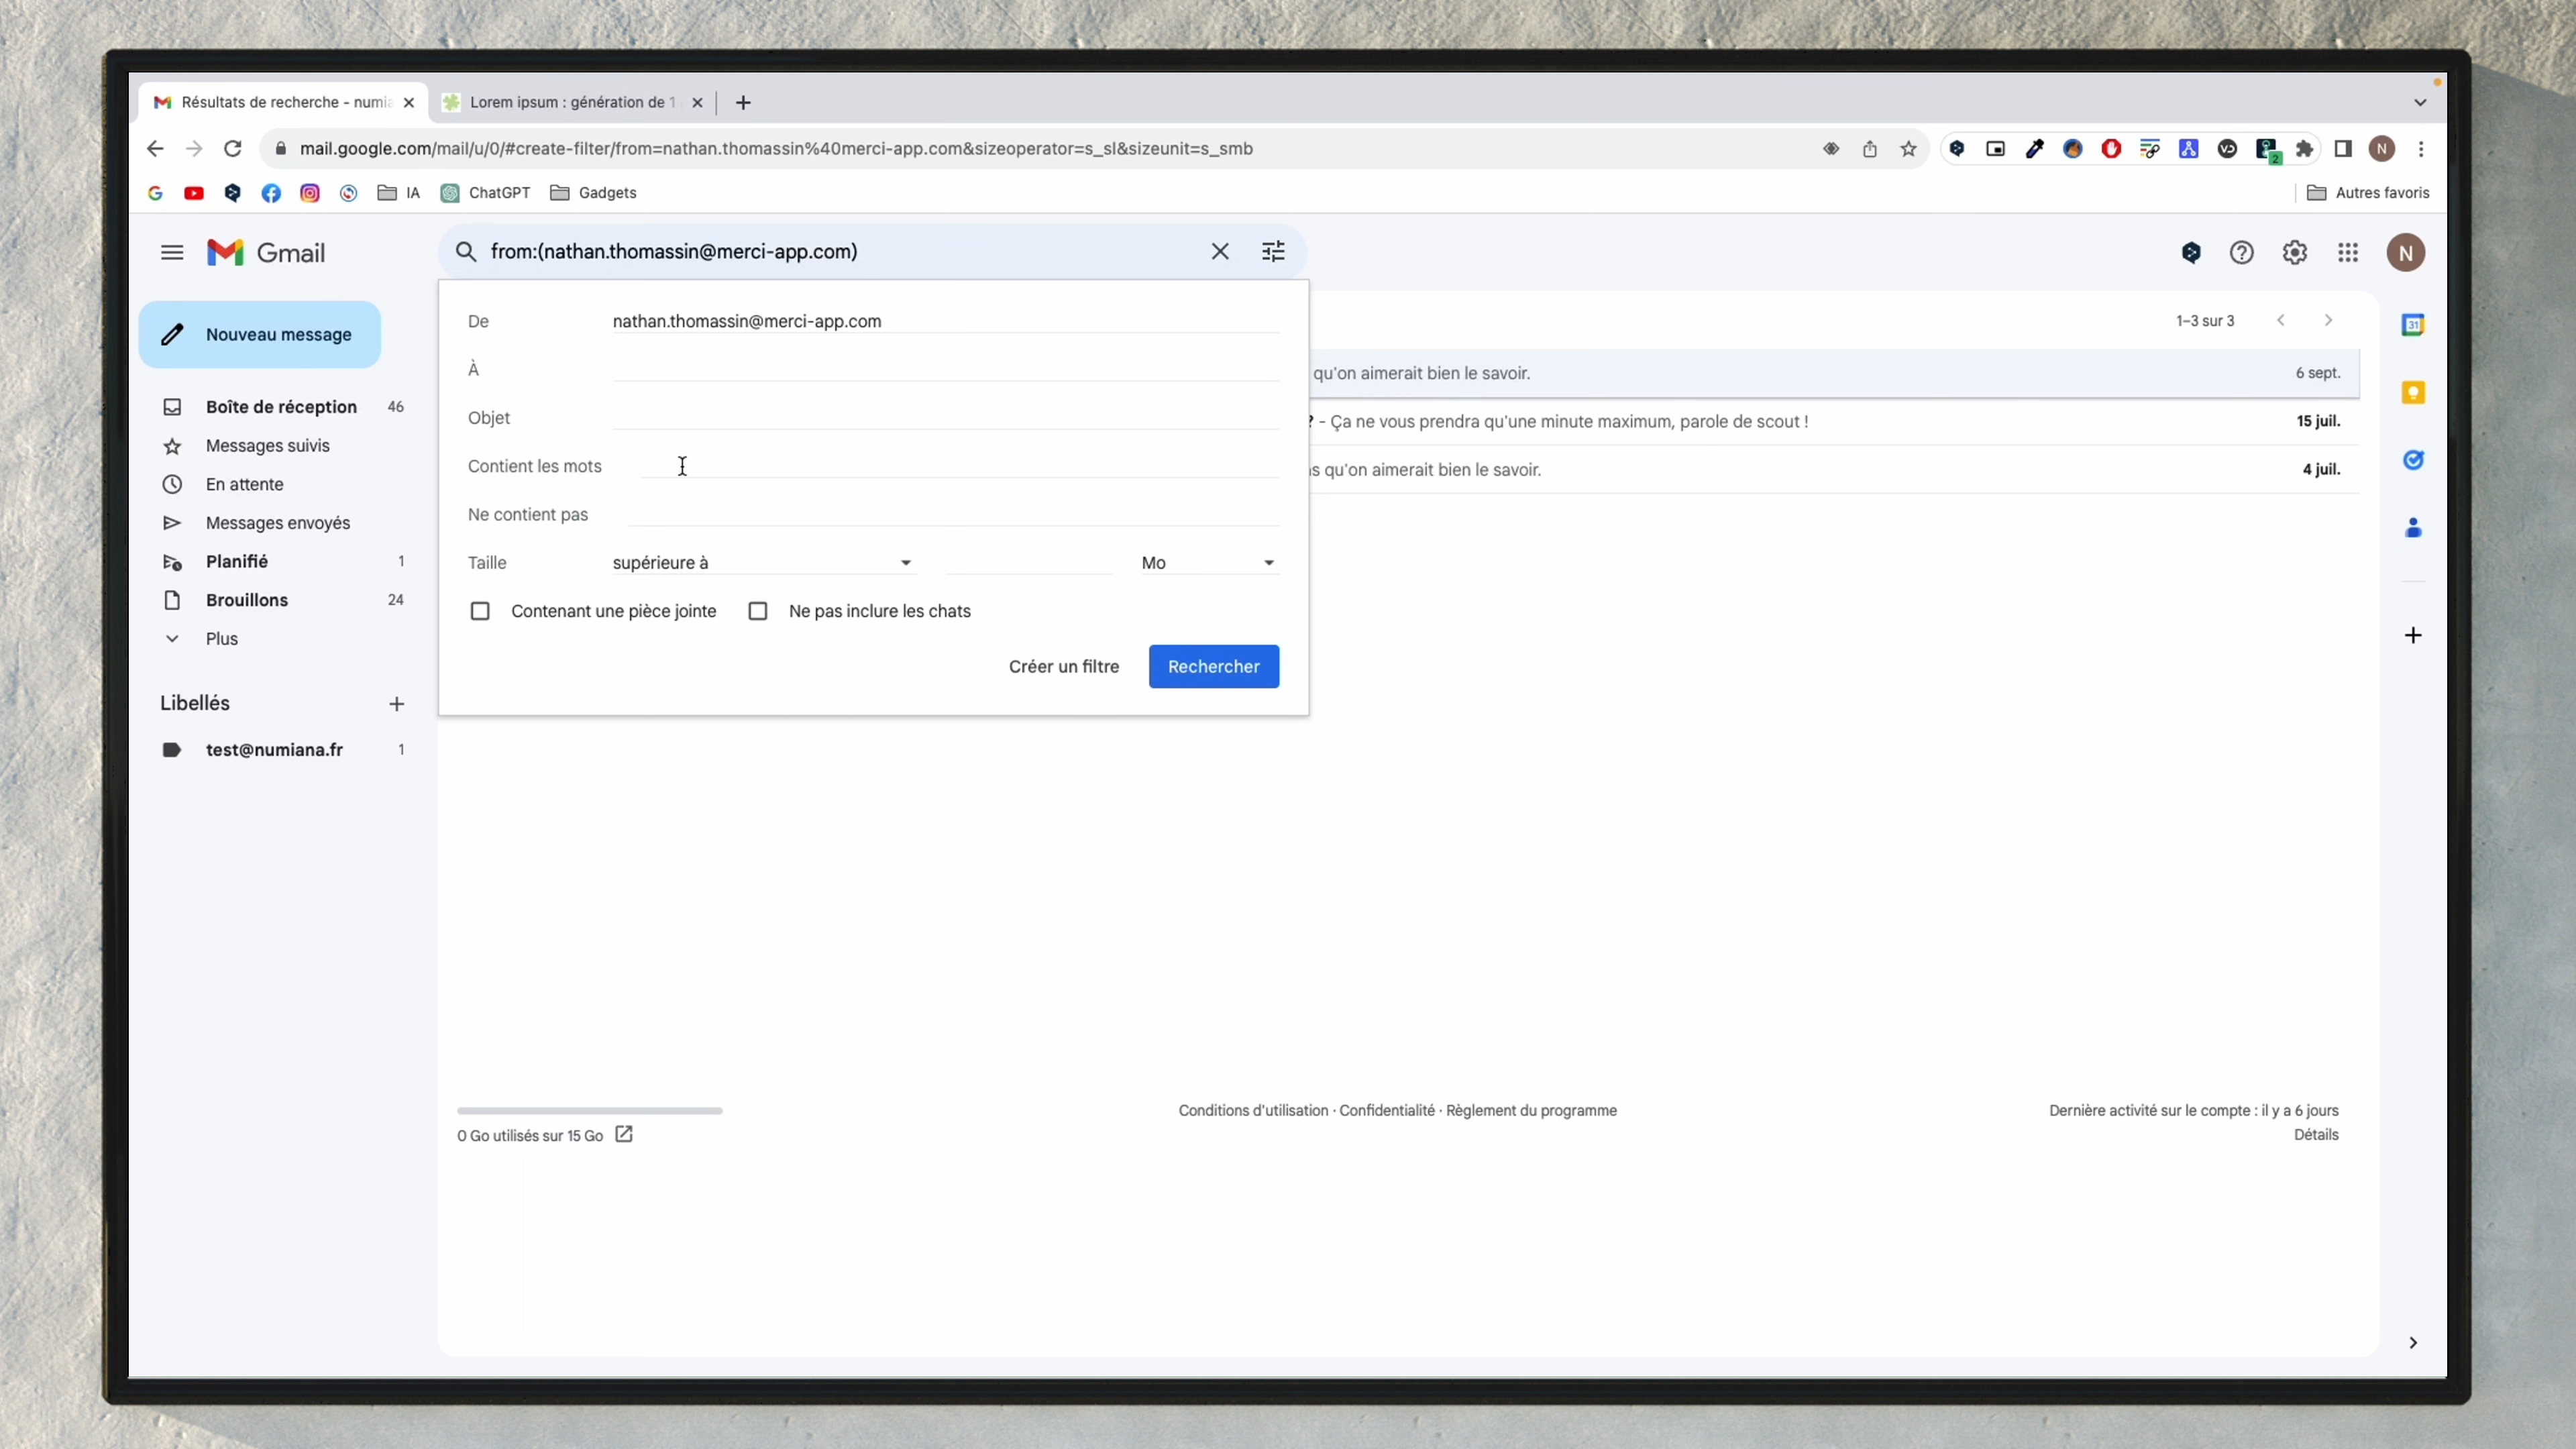 Résultats de recherche - numia
Lorem ipsum : génération de 1
mail.google.com/mail/u/0/#create-filter/from=nathan.thomassin%40merci-app.com&sizeoperator=s_sl&sizeunit=s_smb
2
N
IA
ChatGPT
Gadgets
Autres favoris
Gmail
from:(nathan.thomassin@merci-app.com)
N
Nouveau message
Boîte de réception 46
Messages suivis
En attente
Messages envoyés
Planifié 1
Brouillons 24
Plus
Libellés
test@numiana.fr 1
De nathan.thomassin@merci-app.com
À
Objet
Contient les mots
Ne contient pas
Taille supérieure à Mo
Contenant une pièce jointe Ne pas inclure les chats
Créer un filtre Rechercher
1–3 sur 3
qu'on aimerait bien le savoir. 6 sept.
? - Ça ne vous prendra qu'une minute maximum, parole de scout ! 15 juil.
s qu'on aimerait bien le savoir. 4 juil.
31
0 Go utilisés sur 15 Go
Conditions d'utilisation · Confidentialité · Règlement du programme
Dernière activité sur le compte : il y a 6 jours
Détails